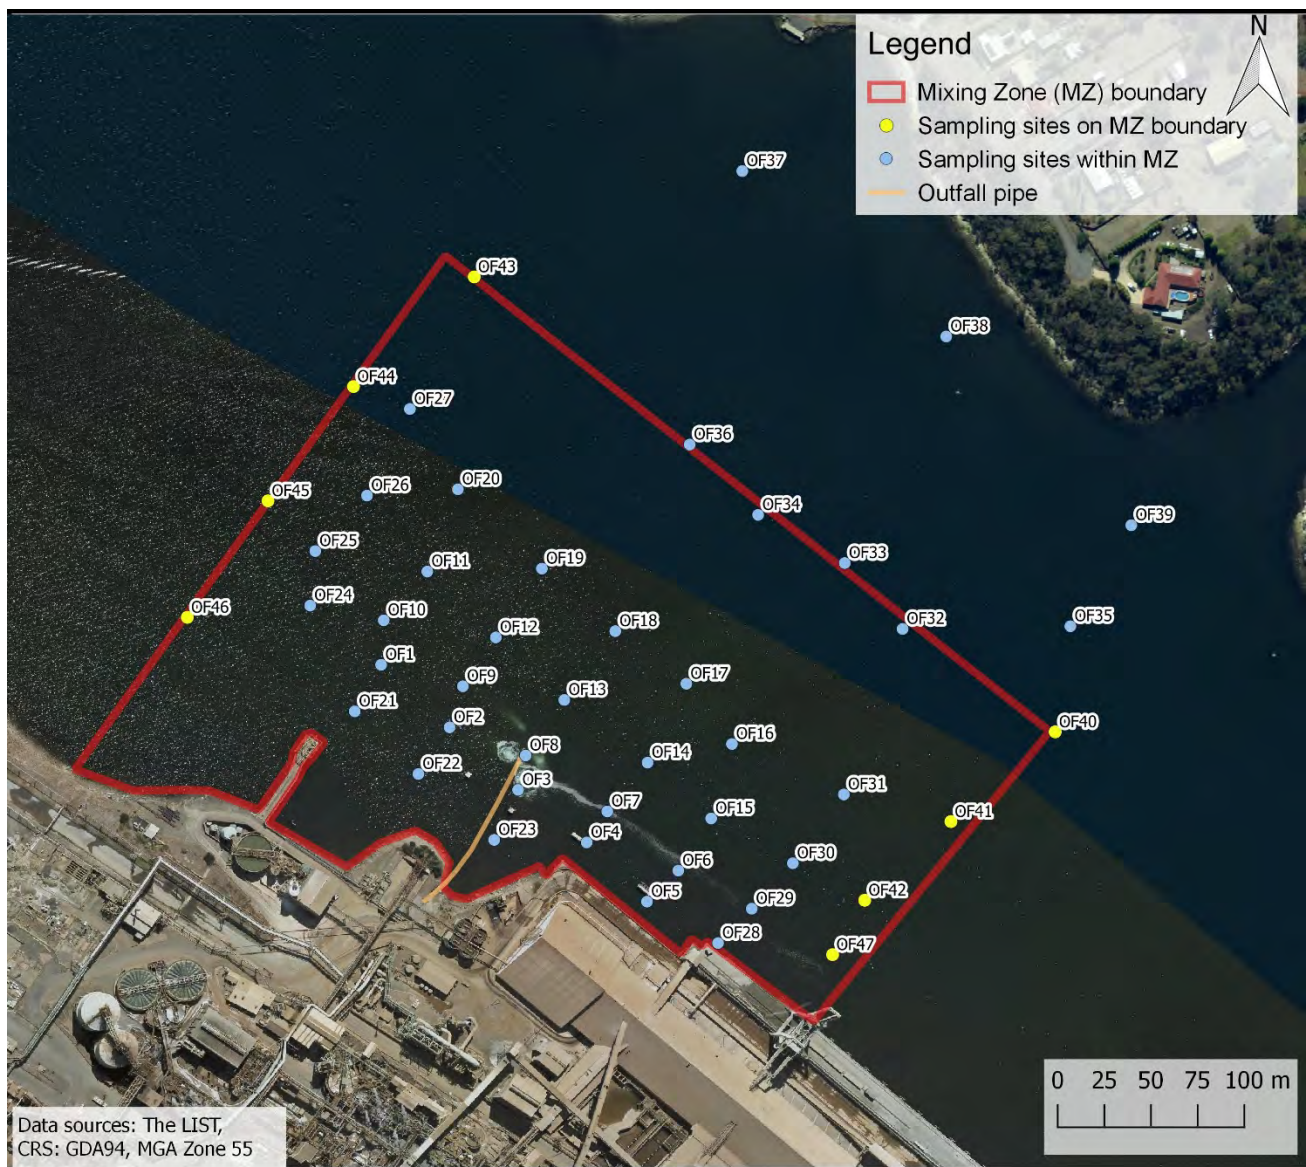 Legend
N
Mixing Zone (MZ) boundary
Sampling sites on MZ boundary
Sampling sites within MZ
Outfall pipe
OF37
OF43
OF38
OF44
OF27
OF36
OF20
OF26
OF45
OF34
OF39
OF25
OF19
OF33
OF11
OF24
OF46
OF10
OF18
OF32
OF35
OF12
OF1
OF9
OF17
OF13
OF21
OF2
OF40
OF16
OF8
OF14
OF22
OF3
OF31
OF7
OF15
OF41
OF23
OF4
OF30
OF6
OF42
OF5
OF29
OF28
OF47
0 25 50 75 100 m
Data sources: The LIST,
CRS: GDA94, MGA Zone 55